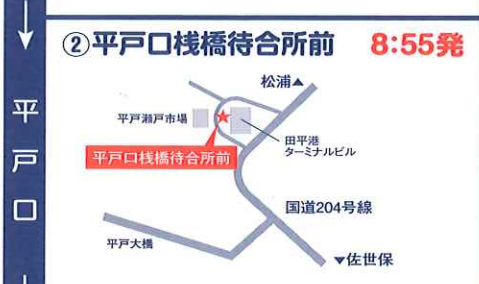 ②平戸口桟橋待合所前 8:55発
松浦▲
平戸瀬戸市場
田平港
ターミナルビル
平戸口桟橋待合所前
国道204号線
平戸大橋
▼佐世保
平戸口